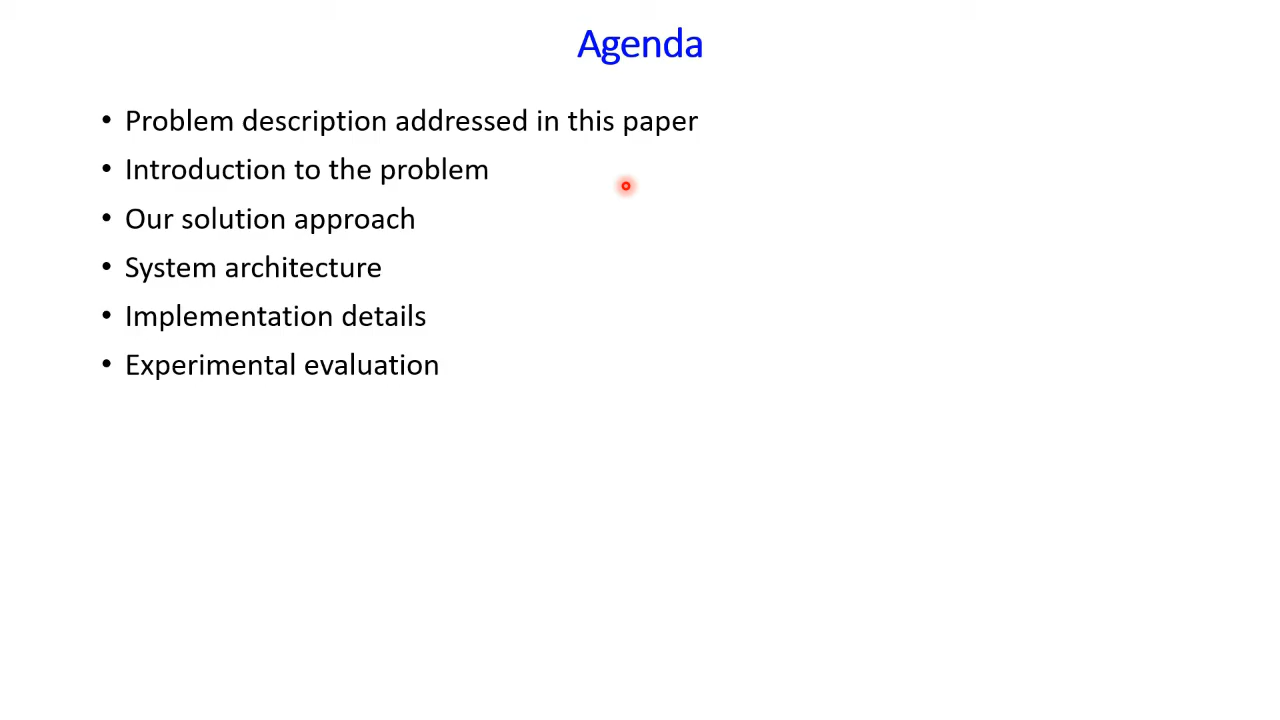 Agenda
• Problem description addressed in this paper
• Introduction to the problem
• Our solution approach
• System architecture
• Implementation details
• Experimental evaluation